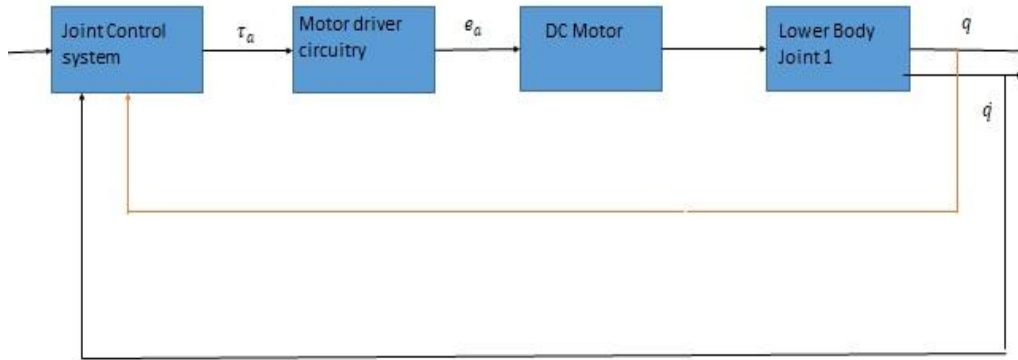 Joint Control
system
τₐ
Motor driver
circuitry
eₐ
DC Motor
Lower Body
Joint 1
q
q̇